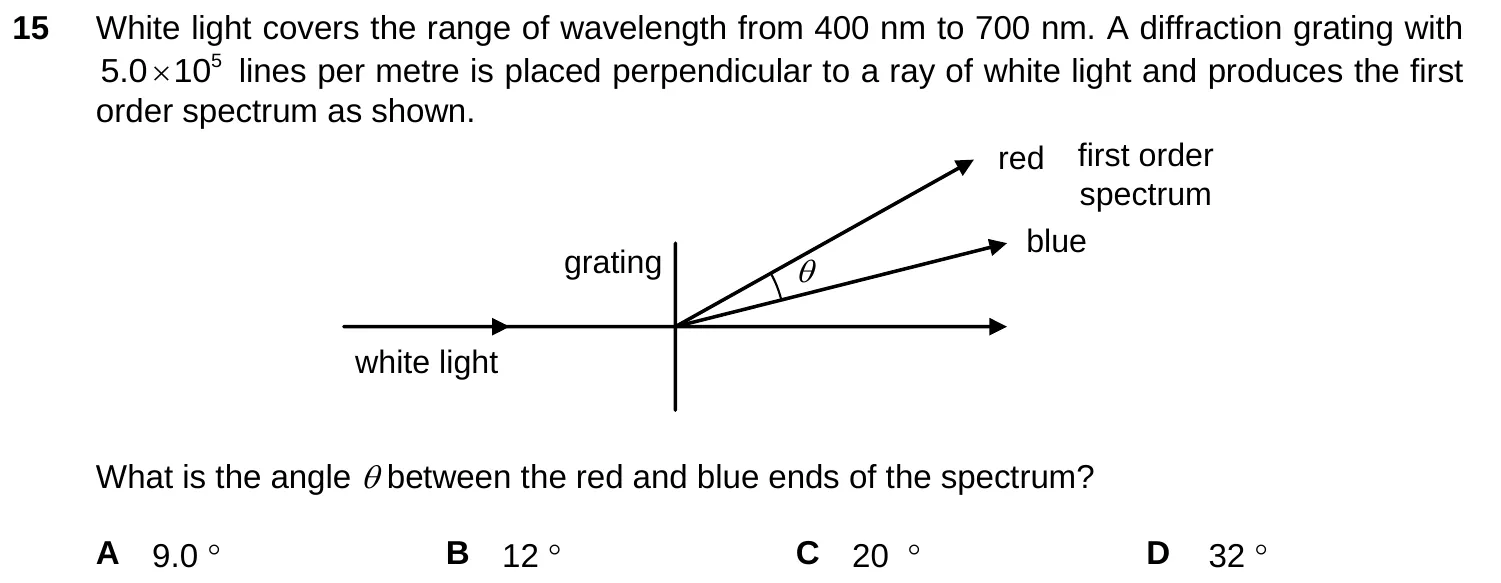 15 White light covers the range of wavelength from 400 nm to 700 nm. A diffraction grating with
5.0×10⁵ lines per metre is placed perpendicular to a ray of white light and produces the first
order spectrum as shown.
red first order
spectrum
blue
grating
θ
white light
What is the angle θ between the red and blue ends of the spectrum?
A 9.0 ° B 12 ° C 20 ° D 32 °